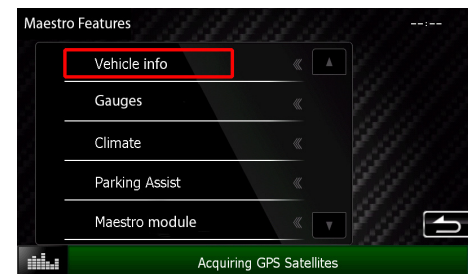 Maestro Features
--:--
Vehicle info
Gauges
Climate
Parking Assist
Maestro module
Acquiring GPS Satellites